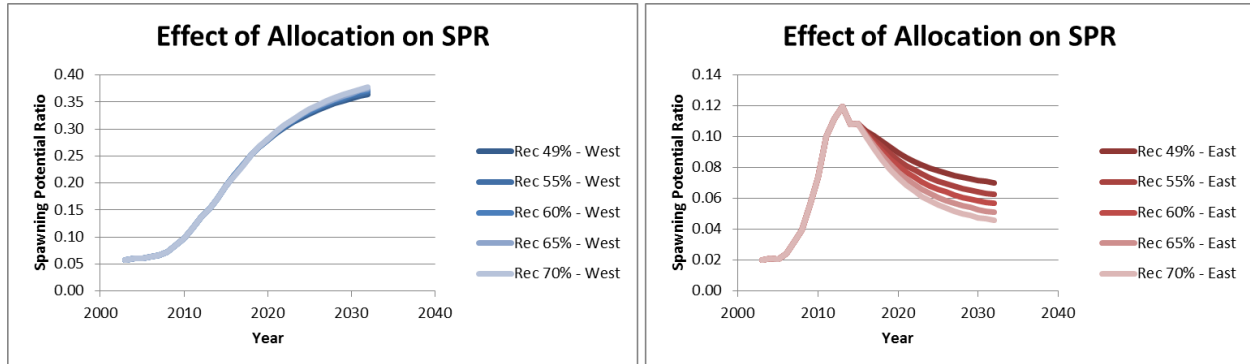 Effect of Allocation on SPR
Spawning Potential Ratio
0.40
0.35
0.30
0.25
0.20
0.15
0.10
0.05
0.00
2000 2010 2020 2030 2040
Year
Rec 49% - West
Rec 55% - West
Rec 60% - West
Rec 65% - West
Rec 70% - West
Effect of Allocation on SPR
Spawning Potential Ratio
0.14
0.12
0.10
0.08
0.06
0.04
0.02
0.00
2000 2010 2020 2030 2040
Year
Rec 49% - East
Rec 55% - East
Rec 60% - East
Rec 65% - East
Rec 70% - East